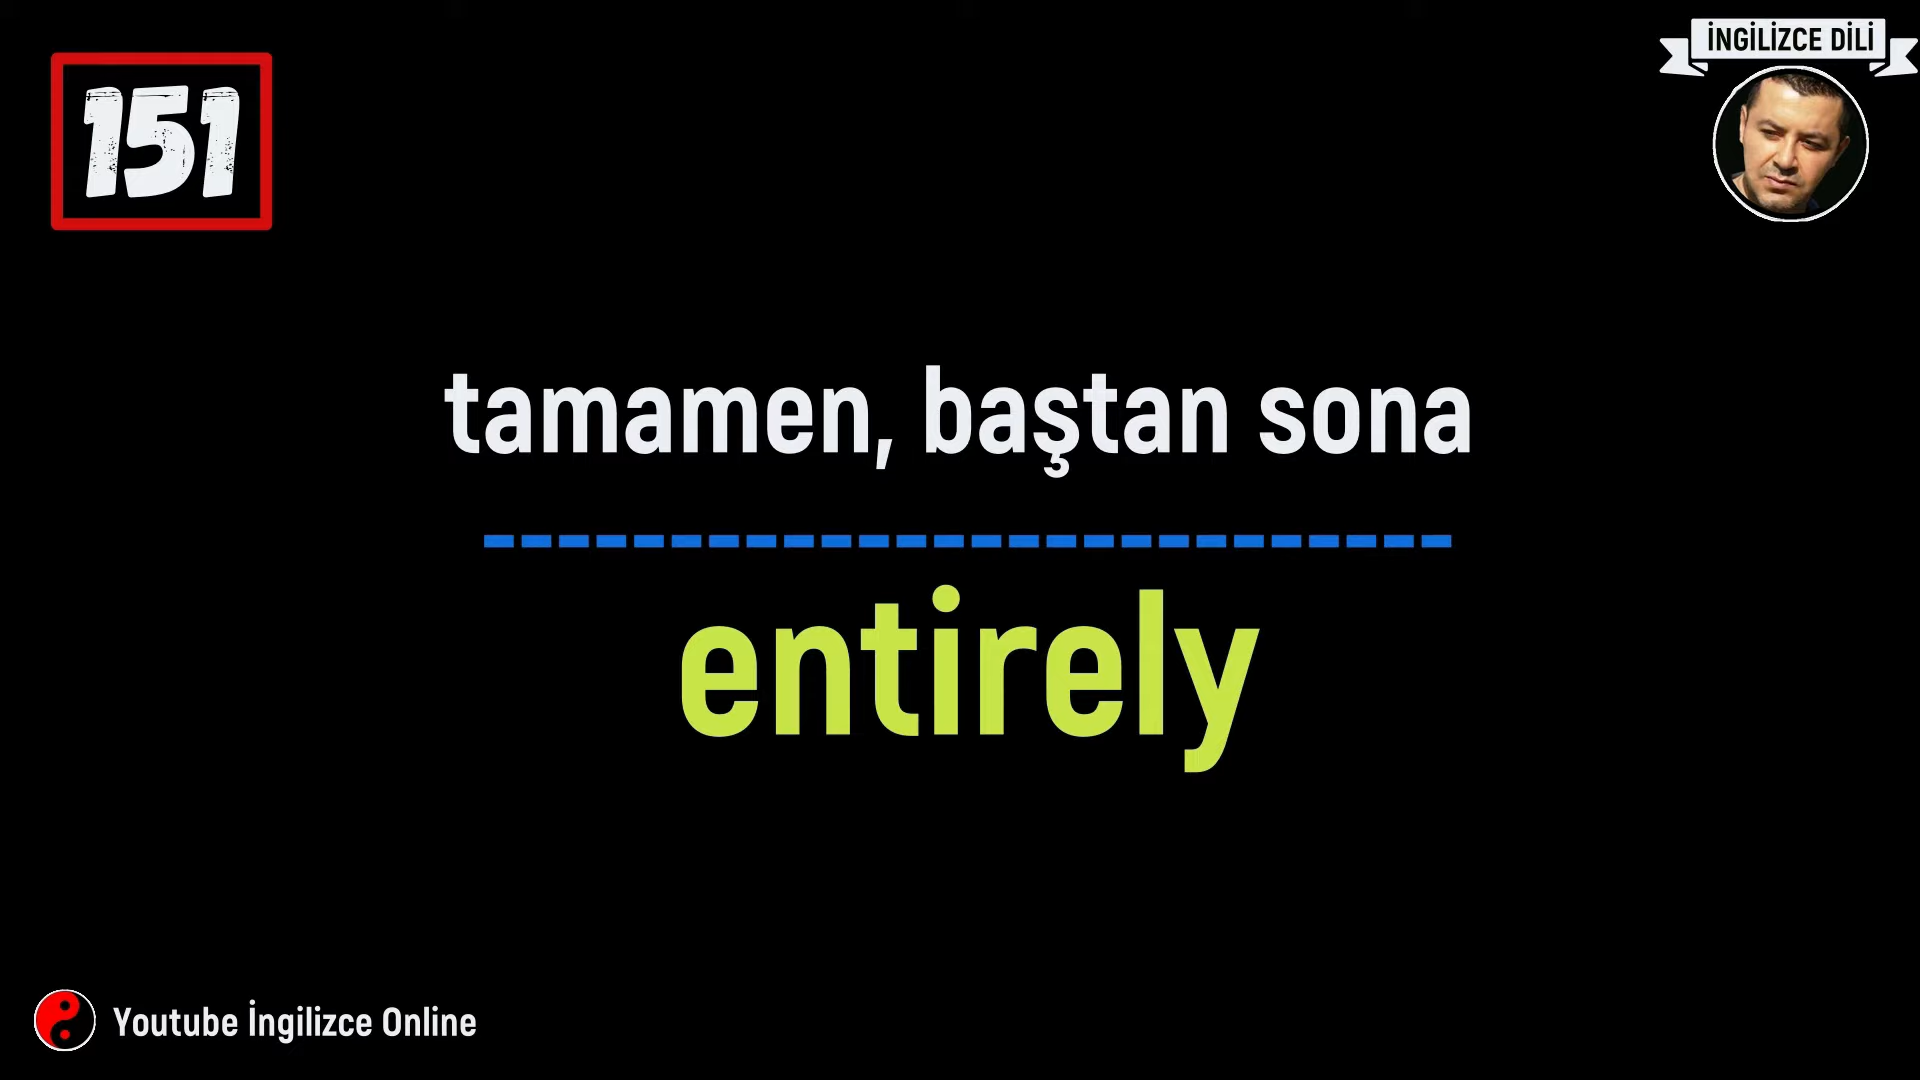 151
İNGİLİZCE DİLİ
tamamen, baştan sona
entirely
Youtube İngilizce Online